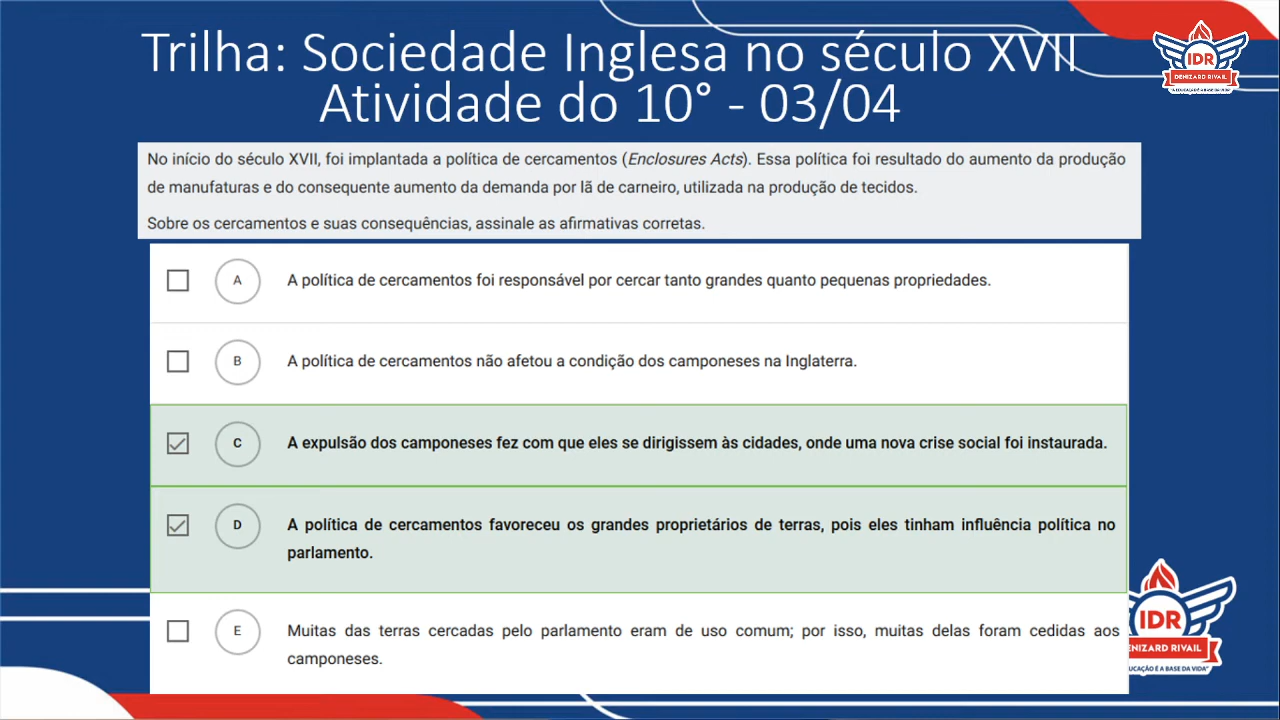 Trilha: Sociedade Inglesa no século XVII
Atividade do 10° - 03/04
IDR
DENIZARD RIVAL
"A EDUCAÇÃO É A BASE DA VIDA"
No início do século XVII, foi implantada a política de cercamentos (Enclosures Acts). Essa política foi resultado do aumento da produção
de manufaturas e do consequente aumento da demanda por lã de carneiro, utilizada na produção de tecidos.
Sobre os cercamentos e suas consequências, assinale as afirmativas corretas.
A A política de cercamentos foi responsável por cercar tanto grandes quanto pequenas propriedades.
B A política de cercamentos não afetou a condição dos camponeses na Inglaterra.
C A expulsão dos camponeses fez com que eles se dirigissem às cidades, onde uma nova crise social foi instaurada.
D A política de cercamentos favoreceu os grandes proprietários de terras, pois eles tinham influência política no
parlamento.
E Muitas das terras cercadas pelo parlamento eram de uso comum; por isso, muitas delas foram cedidas aos
camponeses.
IDR
ENIZARD RIVAIL
UCAÇÃO É A BASE DA VIDA"